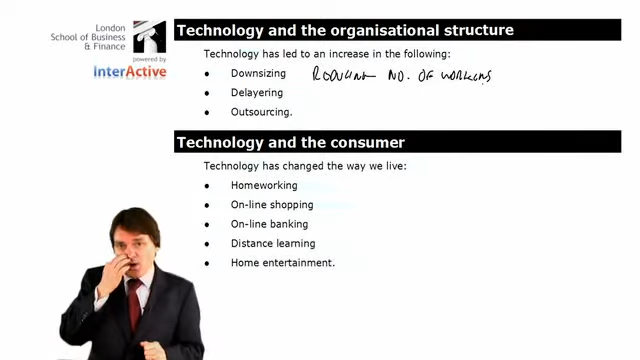 London
School of Business
& Finance
powered by
InterActive
Technology and the organisational structure
Technology has led to an increase in the following:
• Downsizing REDUCING NO. OF WORKERS
• Delayering
• Outsourcing.
Technology and the consumer
Technology has changed the way we live:
• Homeworking
• On-line shopping
• On-line banking
• Distance learning
• Home entertainment.